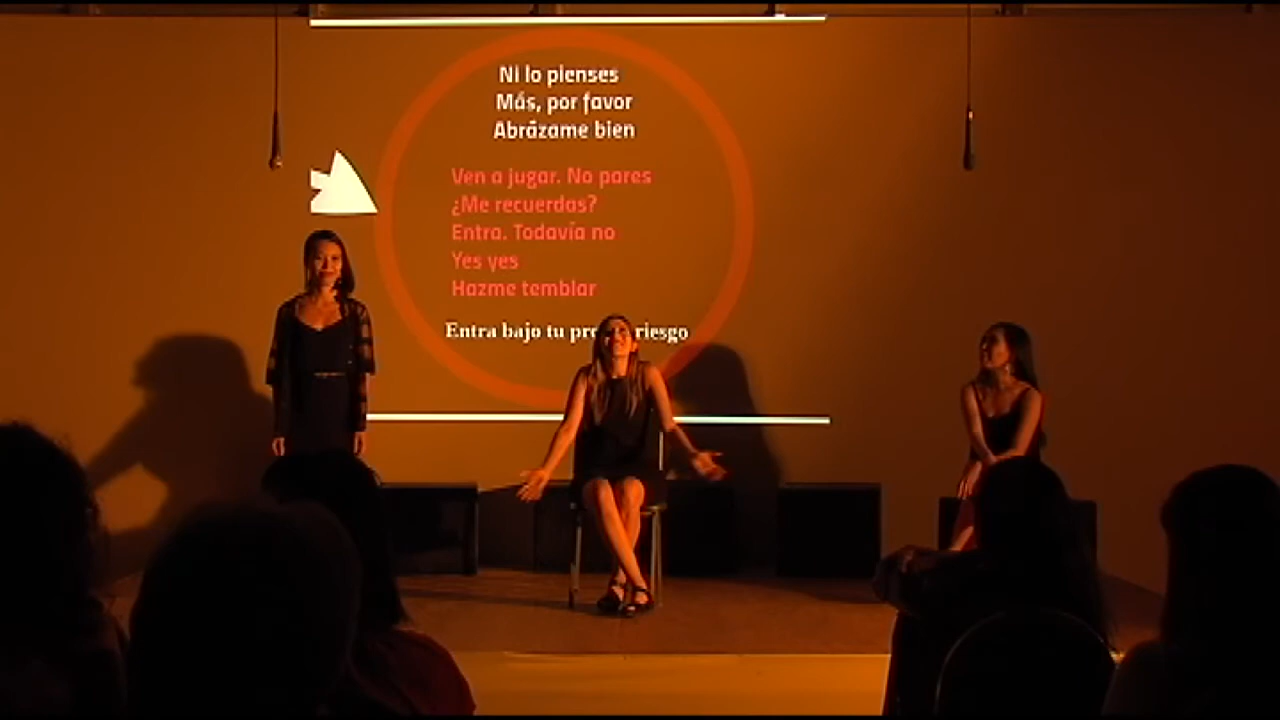 Ni lo pienses
Más, por favor
Abrázame bien
Ven a jugar. No pares
¿Me recuerdas?
Entra. Todavía no
Yes yes
Hazme temblar
Entra bajo tu riesgo